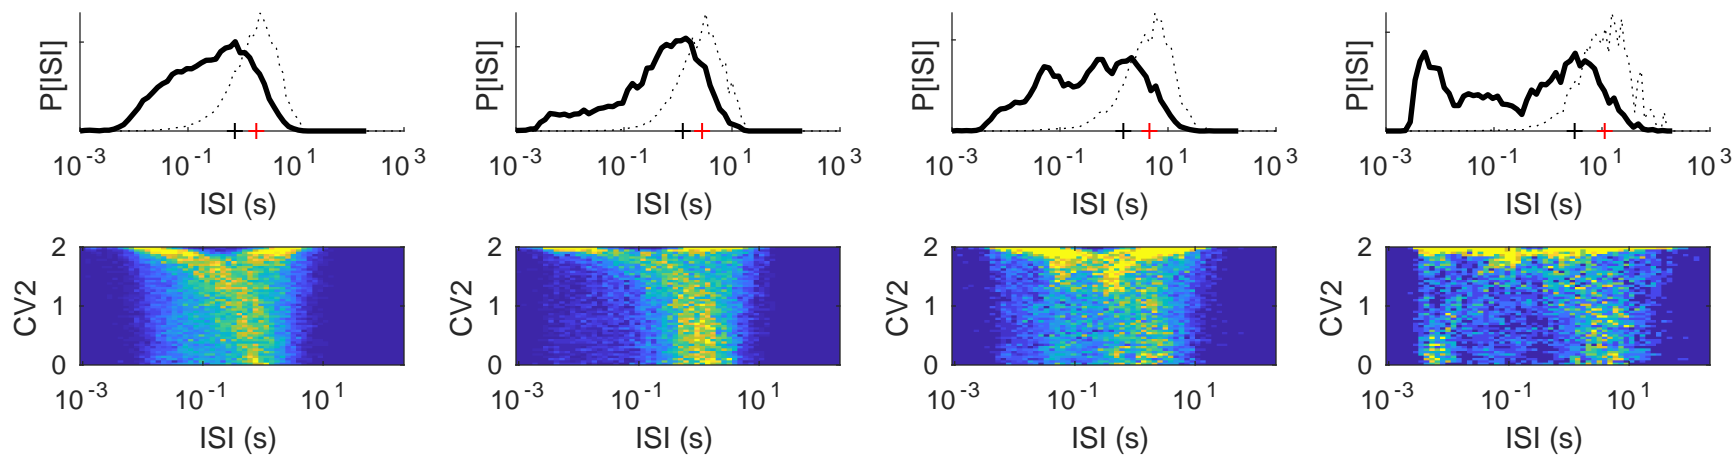 P[ISI] P[ISI] P[ISI] P[ISI]
10^-3 10^-1 10^1 10^3 10^-3 10^-1 10^1 10^3 10^-3 10^-1 10^1 10^3 10^-3 10^-1 10^1 10^3
ISI (s) ISI (s) ISI (s) ISI (s)
2 2 2 2
CV2 1 CV2 1 CV2 1 CV2 1
0 0 0 0
10^-3 10^-1 10^1 10^-3 10^-1 10^1 10^-3 10^-1 10^1 10^-3 10^-1 10^1
ISI (s) ISI (s) ISI (s) ISI (s)